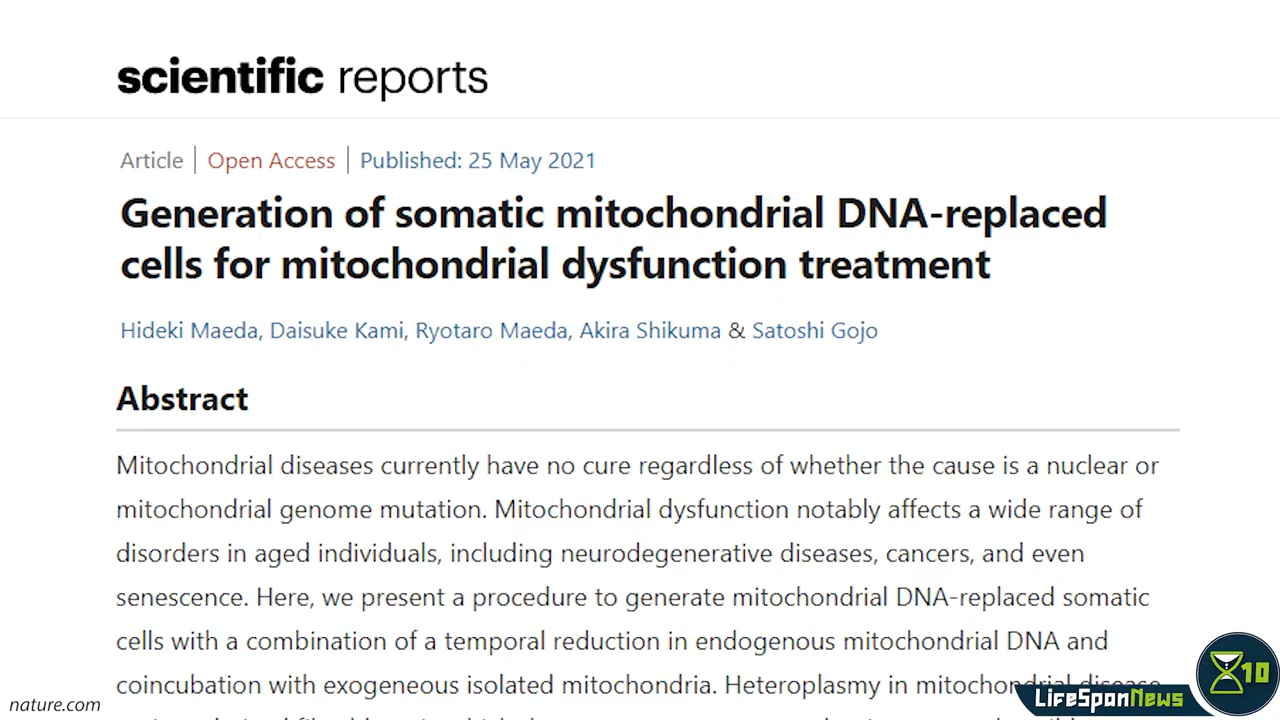 scientific reports
Article | Open Access | Published: 25 May 2021
Generation of somatic mitochondrial DNA-replaced
cells for mitochondrial dysfunction treatment
Hideki Maeda, Daisuke Kami, Ryotaro Maeda, Akira Shikuma & Satoshi Gojo
Abstract
Mitochondrial diseases currently have no cure regardless of whether the cause is a nuclear or
mitochondrial genome mutation. Mitochondrial dysfunction notably affects a wide range of
disorders in aged individuals, including neurodegenerative diseases, cancers, and even
senescence. Here, we present a procedure to generate mitochondrial DNA-replaced somatic
cells with a combination of a temporal reduction in endogenous mitochondrial DNA and
coincubation with exogeneous isolated mitochondria. Heteroplasmy in mitochondrial disease
nature.com
LifeSpanNews
10